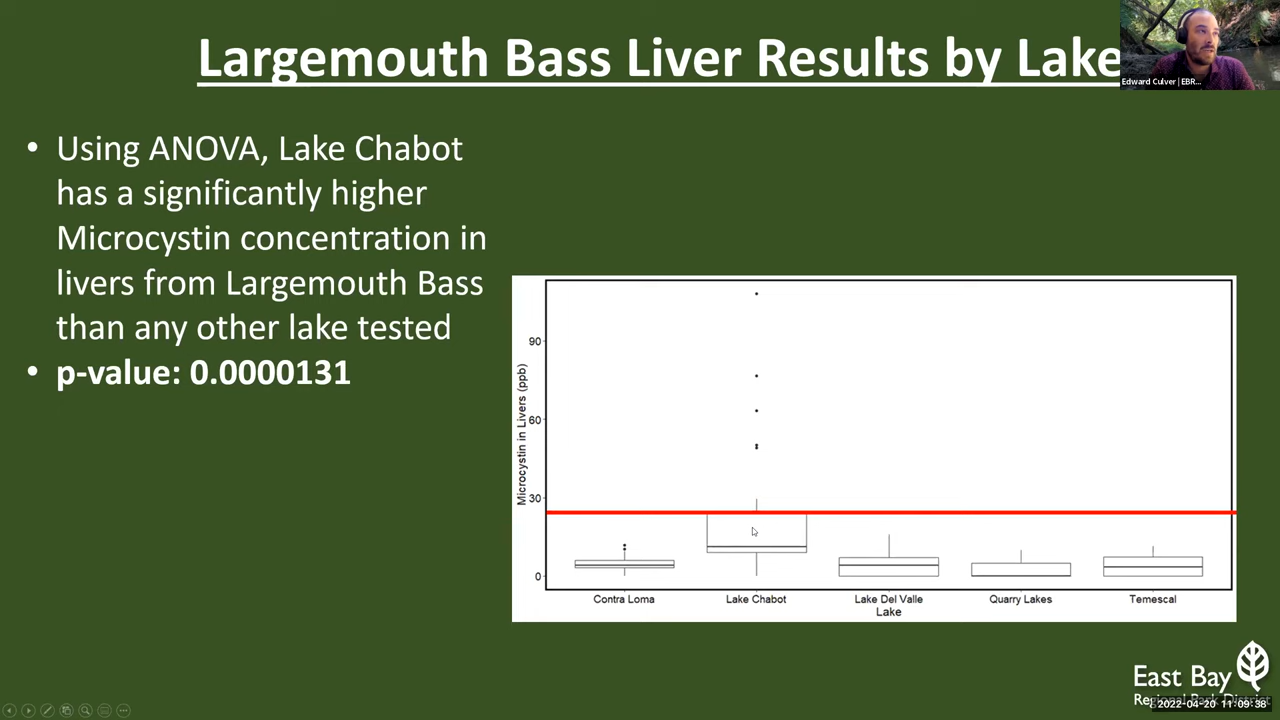 Largemouth Bass Liver Results by Lake
Edward Culver | EBR...
• Using ANOVA, Lake Chabot
has a significantly higher
Microcystin concentration in
livers from Largemouth Bass
than any other lake tested
• p-value: 0.0000131
Microcystin in Livers (ppb)
90
60
30
0
Contra Loma
Lake Chabot
Lake Del Valle
Quarry Lakes
Temescal
Lake
East Bay
Regional Park District
2022-04-20 11:09:38